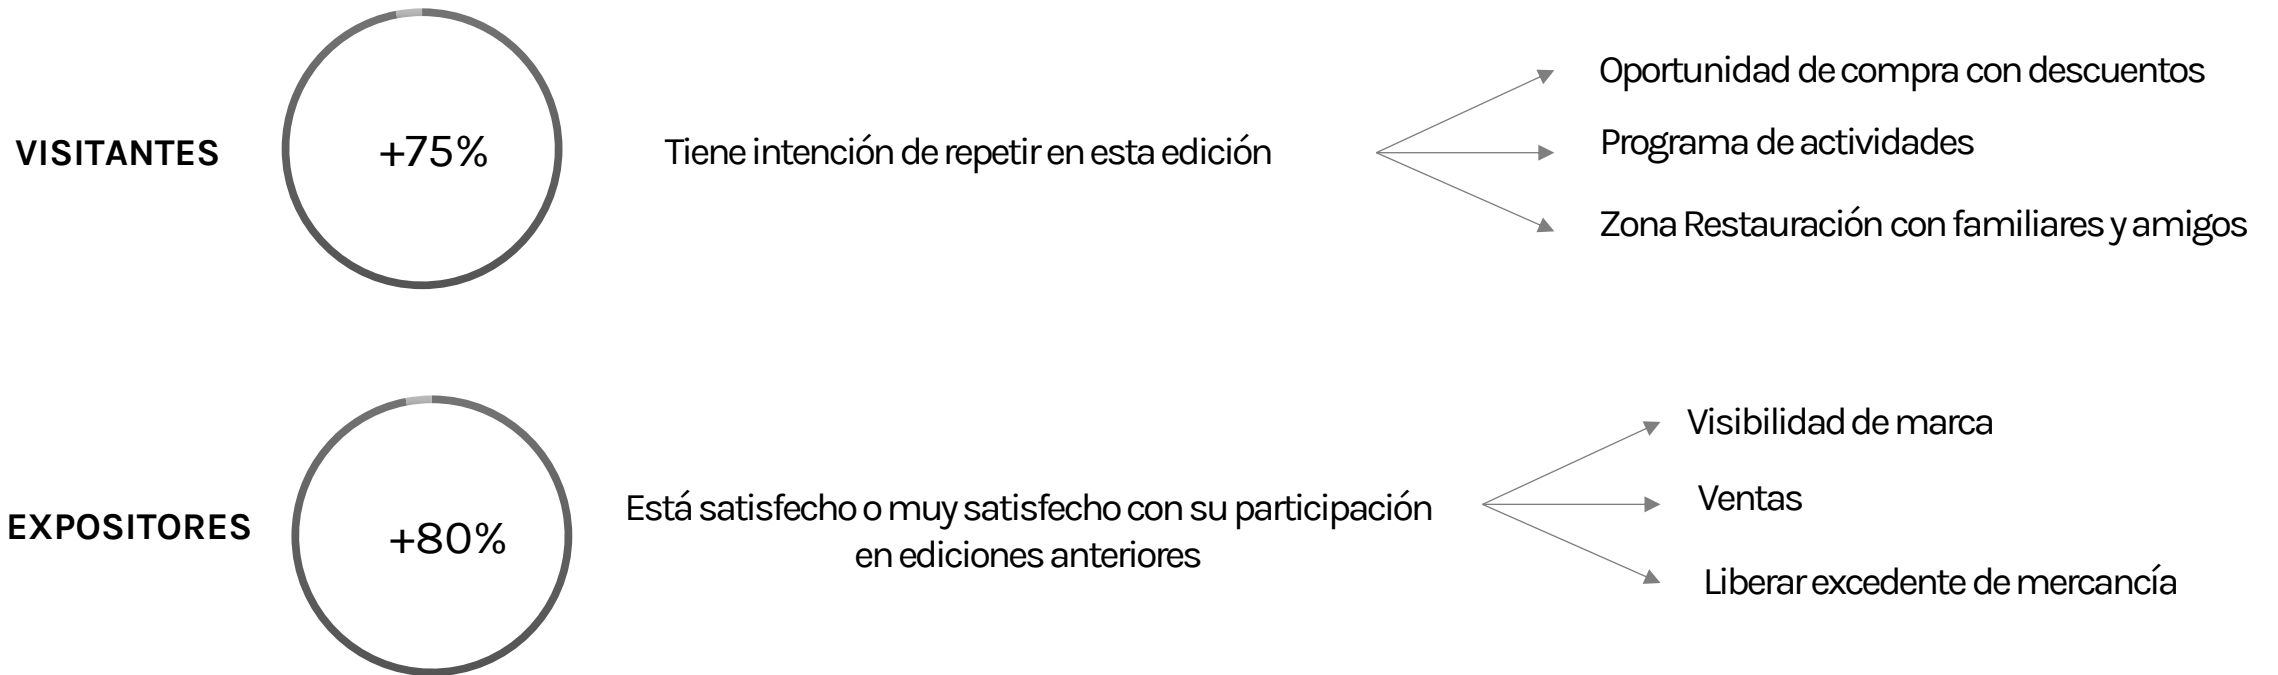 VISITANTES
+75%
Tiene intención de repetir en esta edición
Oportunidad de compra con descuentos
Programa de actividades
Zona Restauración con familiares y amigos
EXPOSITORES
+80%
Está satisfecho o muy satisfecho con su participación
en ediciones anteriores
Visibilidad de marca
Ventas
Liberar excedente de mercancía